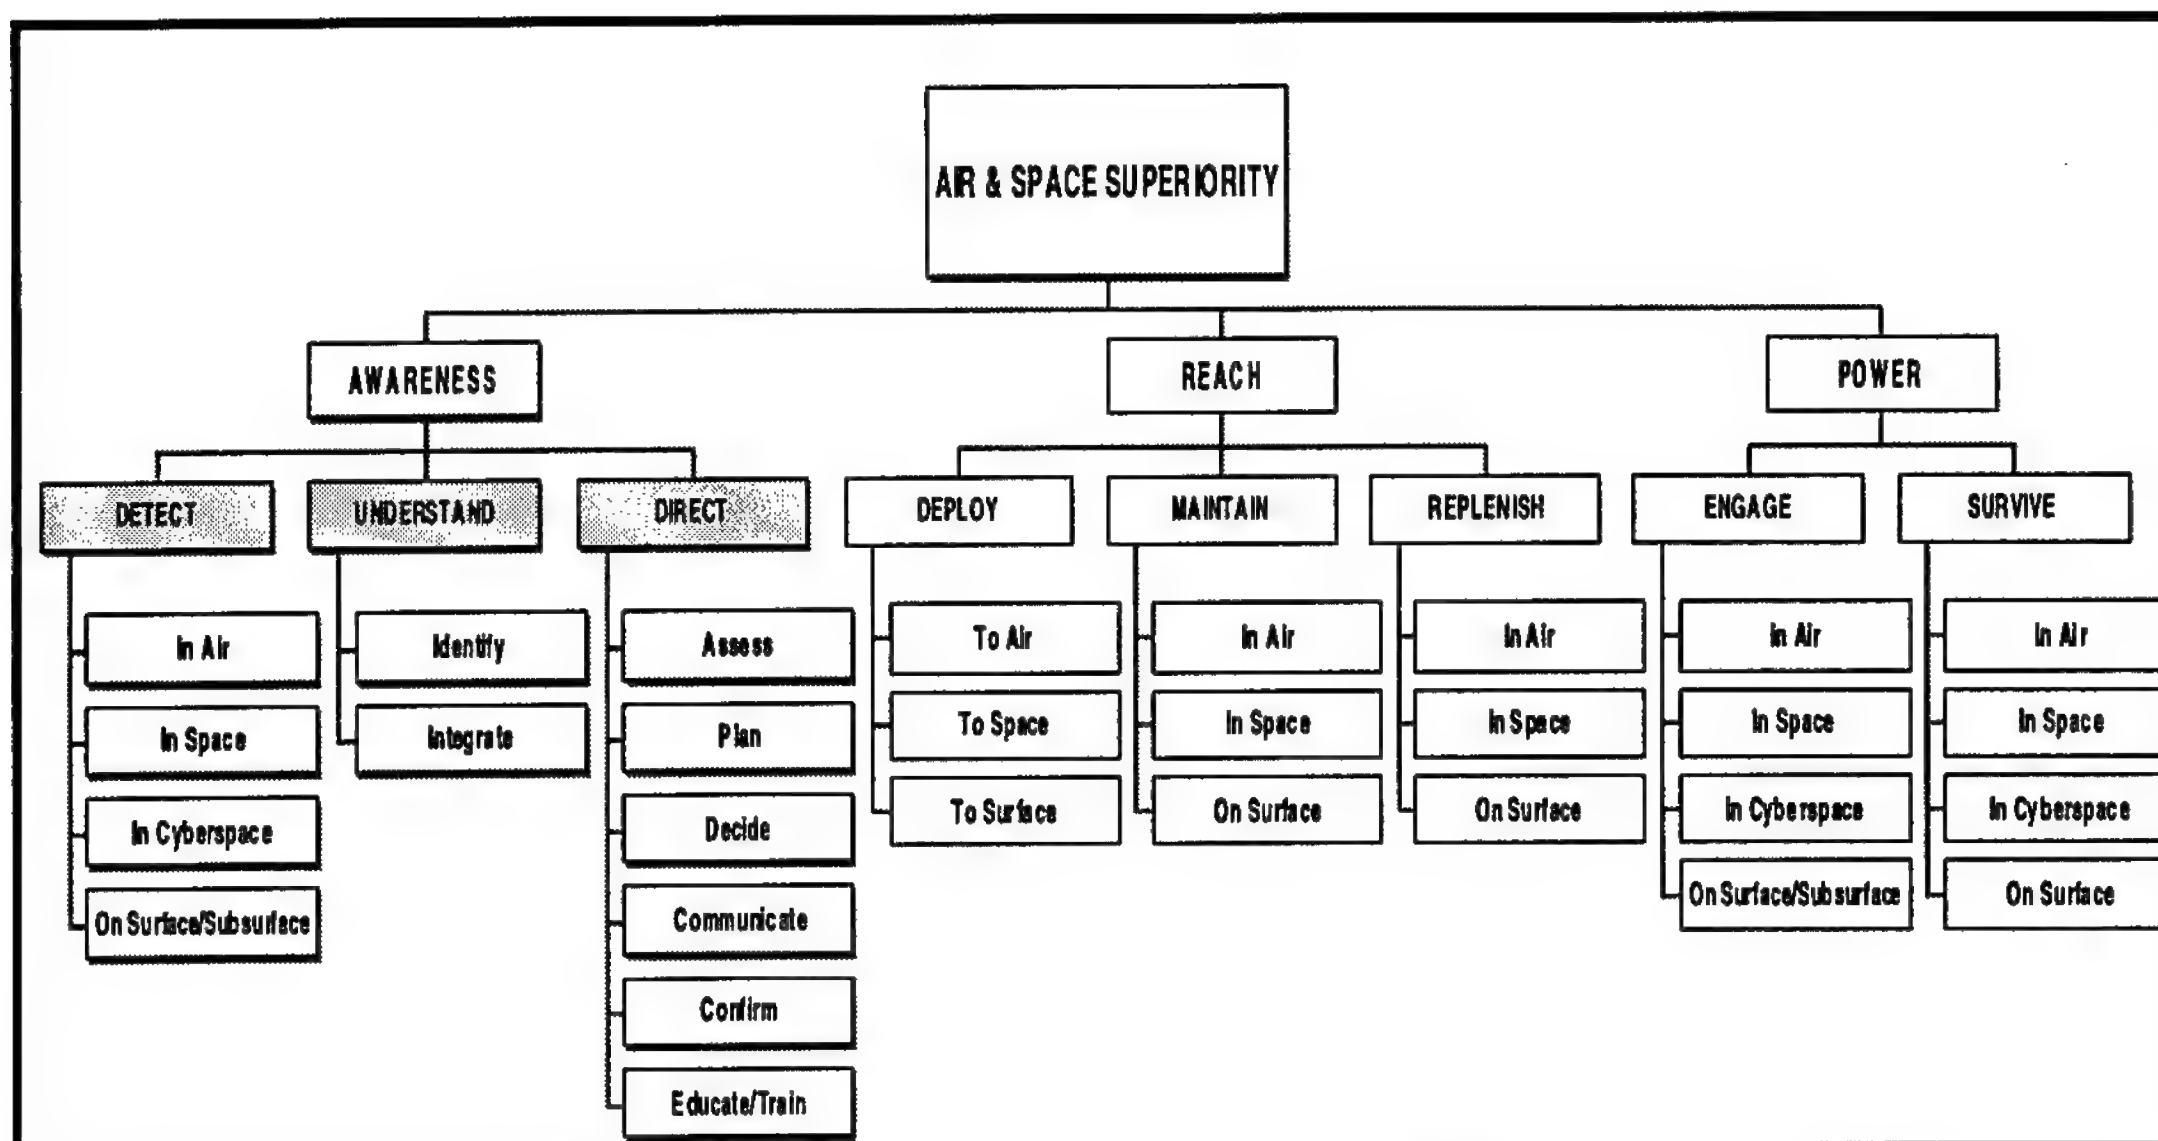 AIR & SPACE SUPERIORITY
AWARENESS
REACH
POWER
DETECT
UNDERSTAND
DIRECT
DEPLOY
MAINTAIN
REPLENISH
ENGAGE
SURVIVE
In Air
In Space
In Cyberspace
On Surface/Subsurface
Identify
Integrate
Assess
Plan
Decide
Communicate
Confirm
Educate/Train
To Air
To Space
To Surface
In Air
In Space
On Surface
In Air
In Space
On Surface
In Air
In Space
In Cyberspace
On Surface/Subsurface
In Air
In Space
In Cyberspace
On Surface